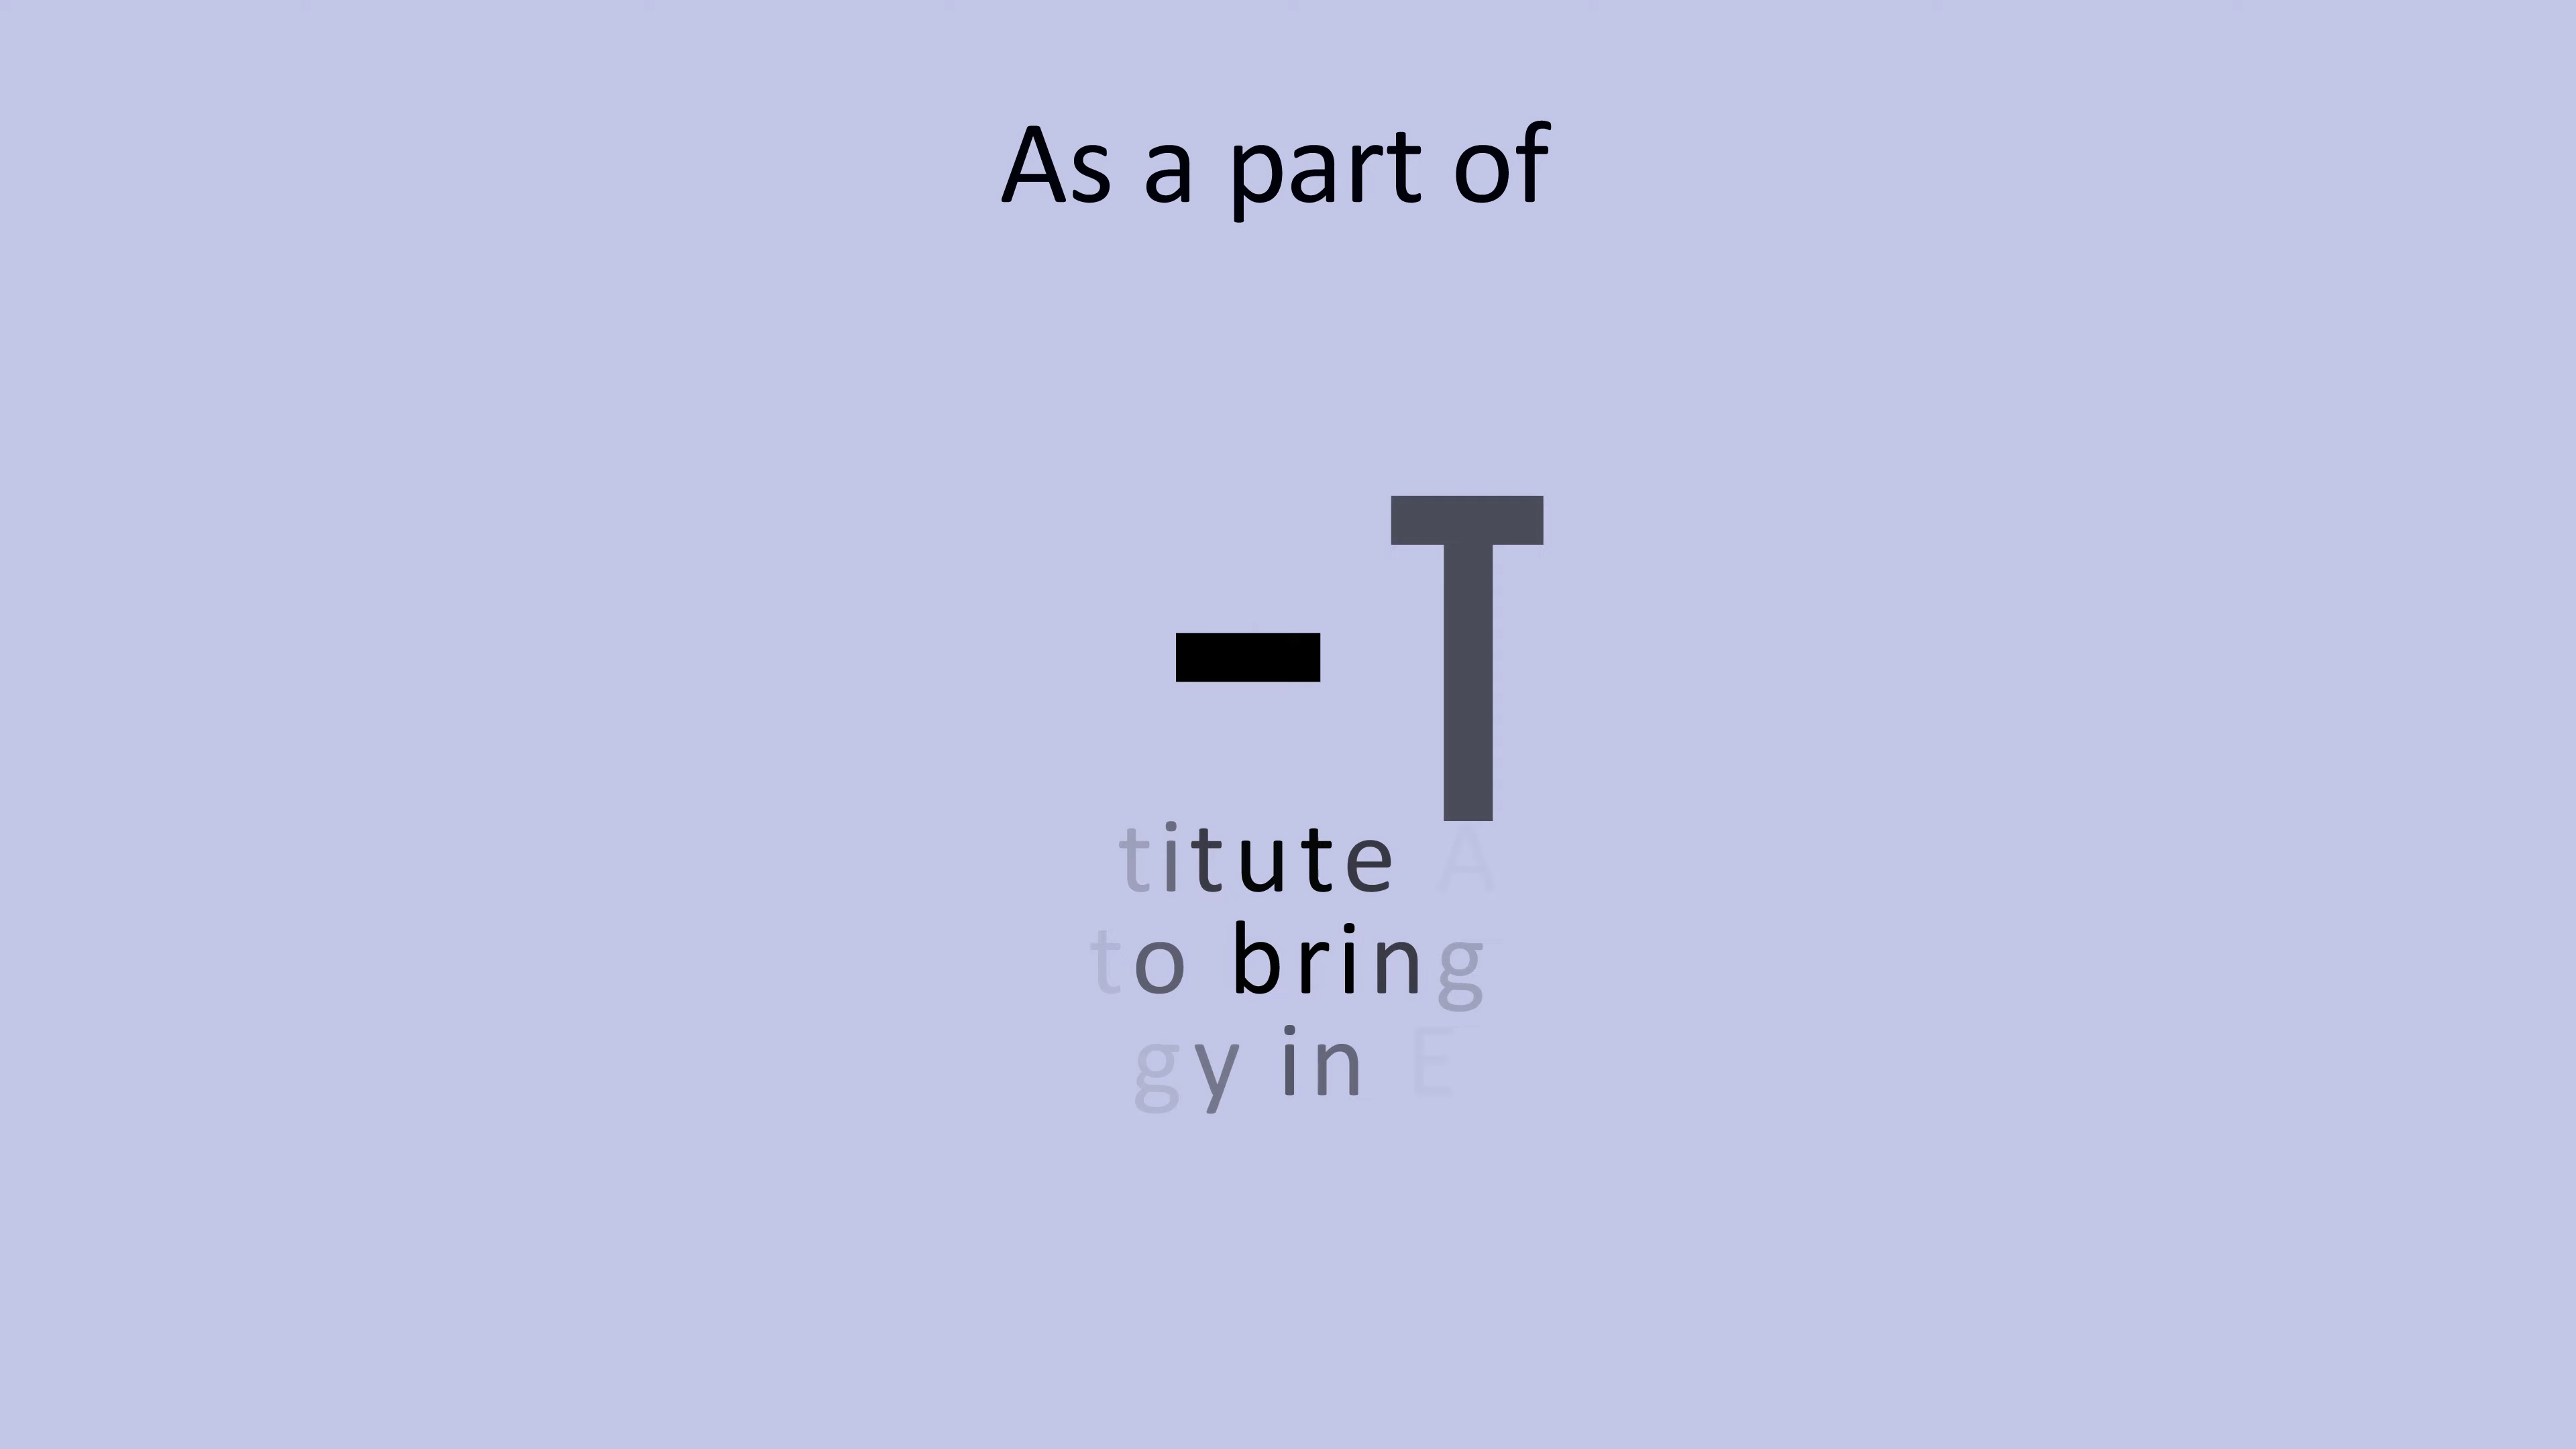 As a part of
- T
titute A
to bring
gy in E